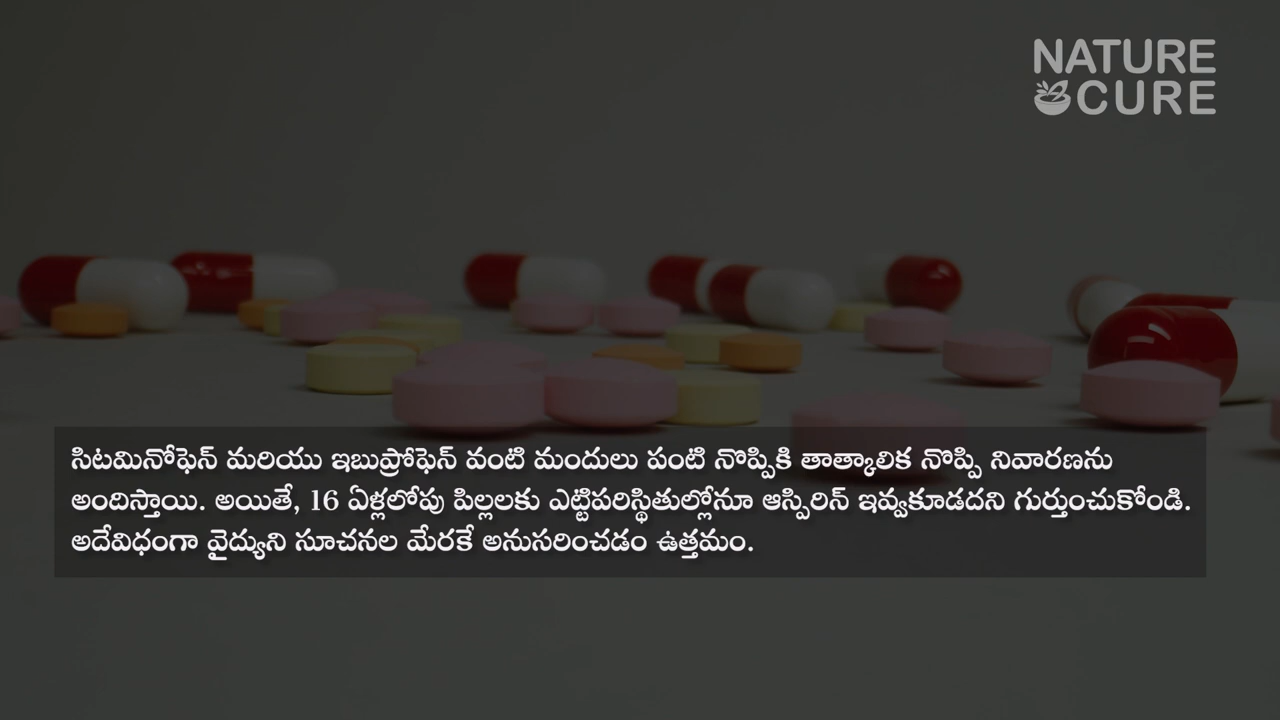 NATURE
CURE
సిటమినోఫెన్ మరియు ఇబుప్రోఫెన్ వంటి మందులు పంటి నొప్పికి తాత్కాలిక నొప్పి నివారణను
అందిస్తాయి. అయితే, 16 ఏళ్లలోపు పిల్లలకు ఎట్టిపరిస్థితుల్లోనూ ఆస్పిరిన్ ఇవ్వకూడదని గుర్తుంచుకోండి.
అదేవిధంగా వైద్యుని సూచనల మేరకే అనుసరించడం ఉత్తమం.